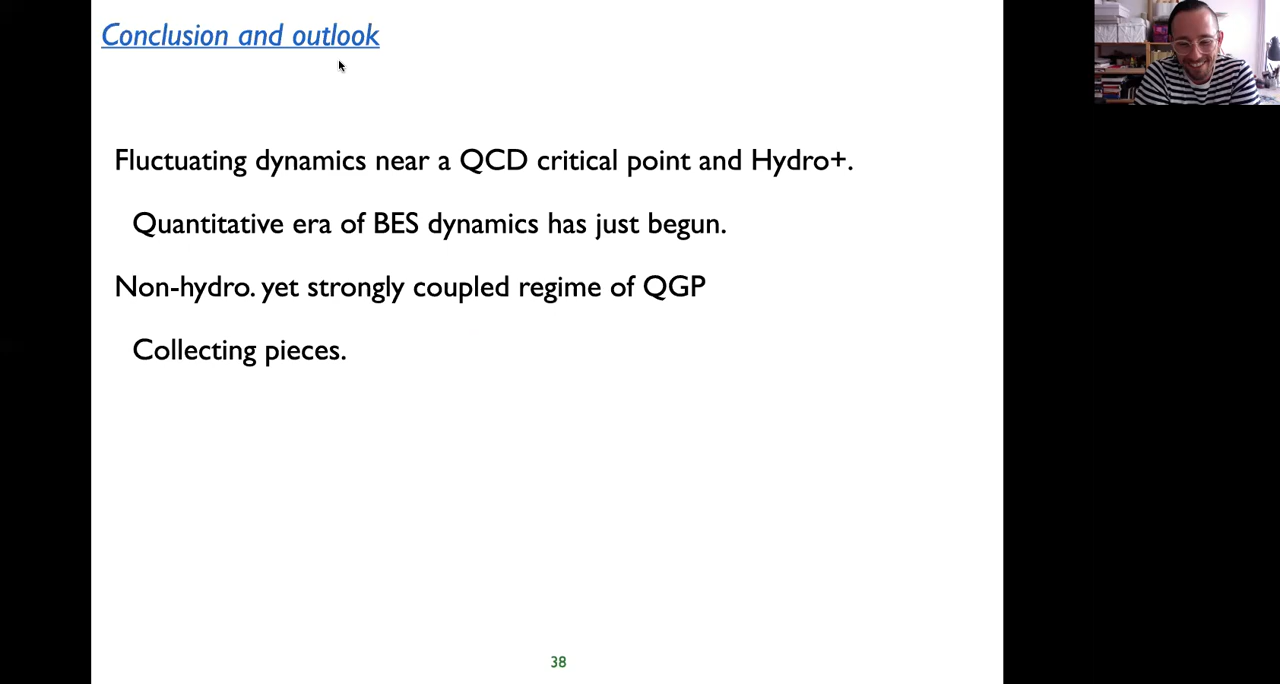 Conclusion and outlook
Fluctuating dynamics near a QCD critical point and Hydro+.
Quantitative era of BES dynamics has just begun.
Non-hydro. yet strongly coupled regime of QGP
Collecting pieces.
38